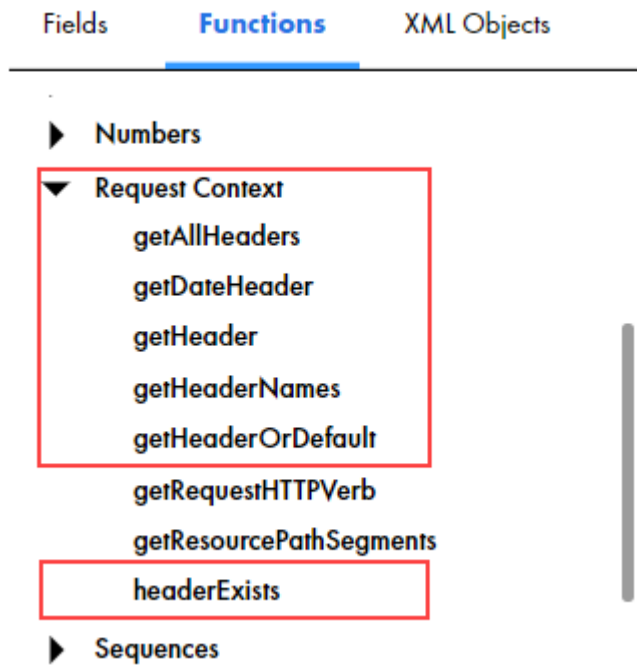 Fields Functions XML Objects
Numbers
Request Context
getAllHeaders
getDateHeader
getHeader
getHeaderNames
getHeaderOrDefault
getRequestHTTPVerb
getResourcePathSegments
headerExists
Sequences